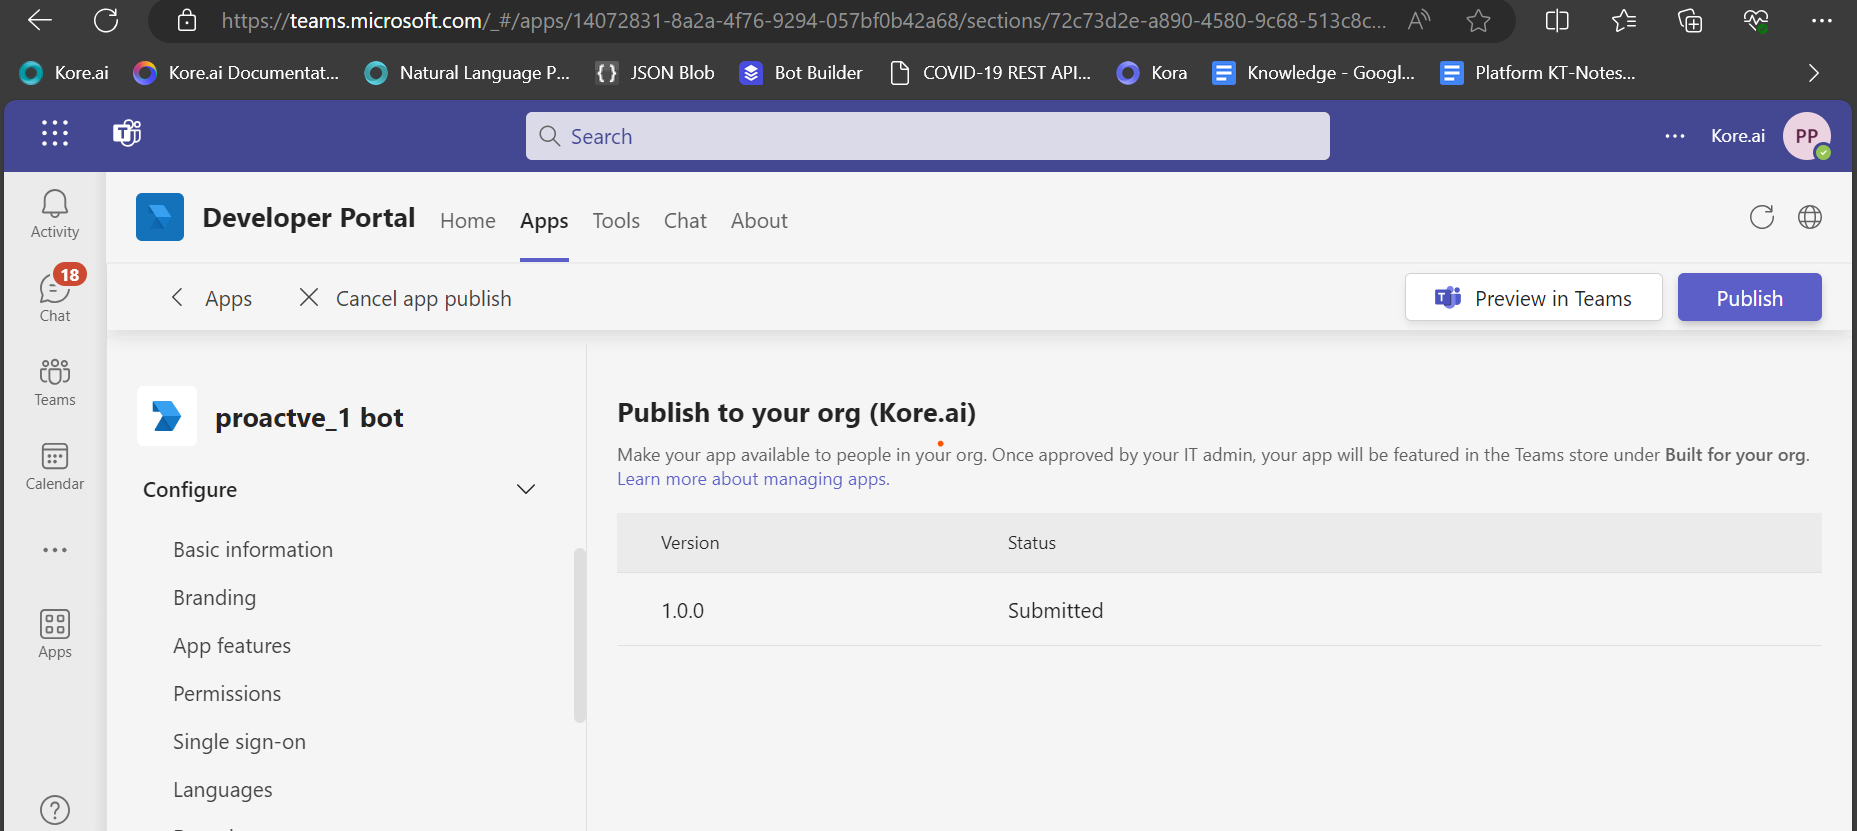 https://teams.microsoft.com/_#/apps/14072831-8a2a-4f76-9294-057bf0b42a68/sections/72c73d2e-a890-4580-9c68-513c8c...
Kore.ai Kore.ai Documentat... Natural Language P... JSON Blob Bot Builder COVID-19 REST API... Kora Knowledge - Googl... Platform KT-Notes...
Search
Kore.ai
PP
Activity
18
Chat
Teams
Calendar
Apps
Developer Portal Home Apps Tools Chat About
Apps Cancel app publish Preview in Teams Publish
proactve_1 bot
Configure
Basic information
Branding
App features
Permissions
Single sign-on
Languages
Publish to your org (Kore.ai)
Make your app available to people in your org. Once approved by your IT admin, your app will be featured in the Teams store under Built for your org.
Learn more about managing apps.
Version Status
1.0.0 Submitted